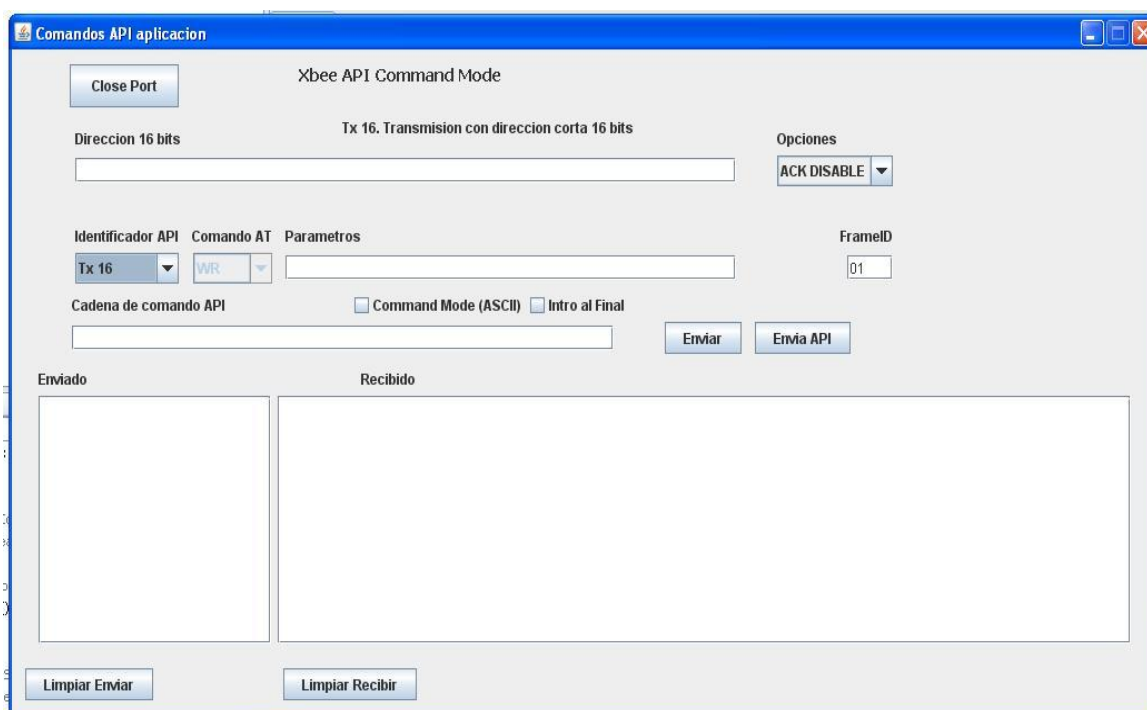 Comandos API aplicacion
Close Port
Xbee API Command Mode
Tx 16. Transmision con direccion corta 16 bits
Direccion 16 bits
Opciones
ACK DISABLE
Identificador API Comando AT Parametros FrameID
Tx 16 WR 01
Cadena de comando API Command Mode (ASCII) Intro al Final
Enviar Envia API
Enviado Recibido
Limpiar Enviar Limpiar Recibir